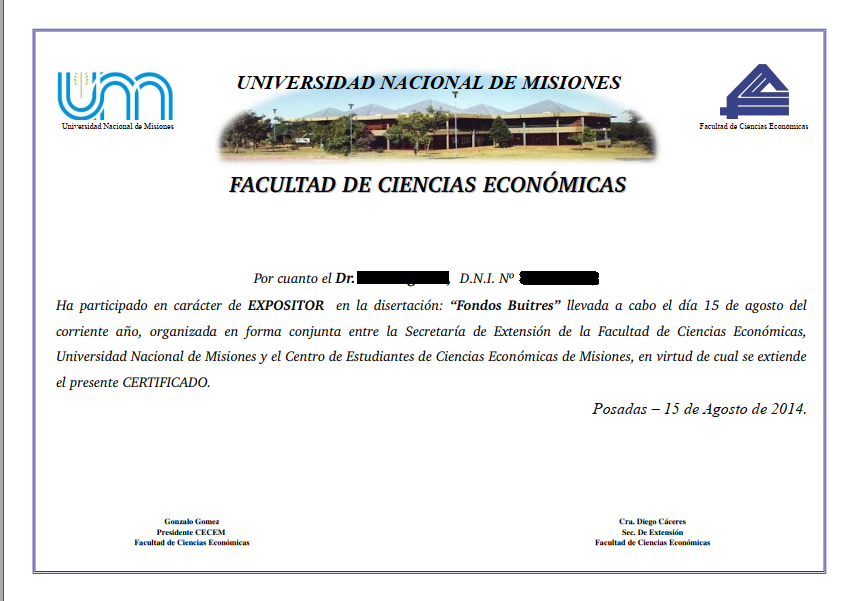 UNIVERSIDAD NACIONAL DE MISIONES
Universidad Nacional de Misiones
Facultad de Ciencias Económicas
FACULTAD DE CIENCIAS ECONÓMICAS
Por cuanto el Dr. , D.N.I. Nº
Ha participado en carácter de EXPOSITOR en la disertación: “Fondos Buitres” llevada a cabo el día 15 de agosto del
corriente año, organizada en forma conjunta entre la Secretaría de Extensión de la Facultad de Ciencias Económicas,
Universidad Nacional de Misiones y el Centro de Estudiantes de Ciencias Económicas de Misiones, en virtud de cual se extiende
el presente CERTIFICADO.
Posadas – 15 de Agosto de 2014.
Gonzalo Gomez
Presidente CECEM
Facultad de Ciencias Económicas
Cra. Diego Cáceres
Sec. De Extensión
Facultad de Ciencias Económicas